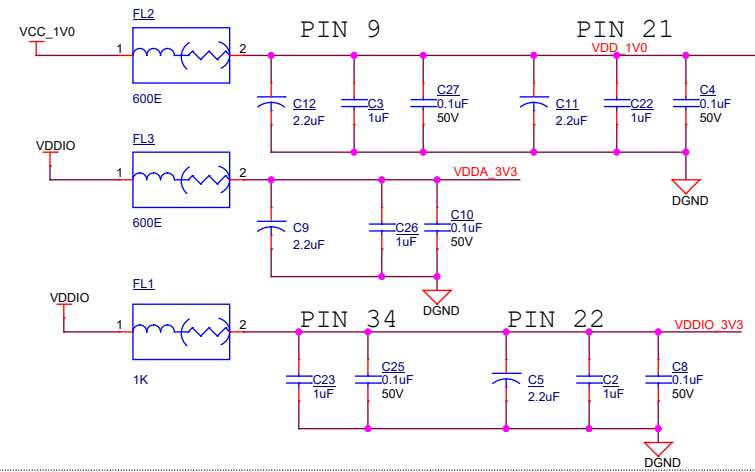 FL2
VCC_1V0
1
2
PIN 9
PIN 21
VDD_1V0
600E
C12
2.2uF
C3
1uF
C27
0.1uF
50V
C11
2.2uF
C22
1uF
C4
0.1uF
50V
DGND
FL3
VDDIO
1
2
VDDA_3V3
600E
C9
2.2uF
C26
1uF
C10
0.1uF
50V
DGND
FL1
VDDIO
1
2
PIN 34
PIN 22
VDDIO_3V3
1K
C23
1uF
C25
0.1uF
50V
C5
2.2uF
C2
1uF
C8
0.1uF
50V
DGND